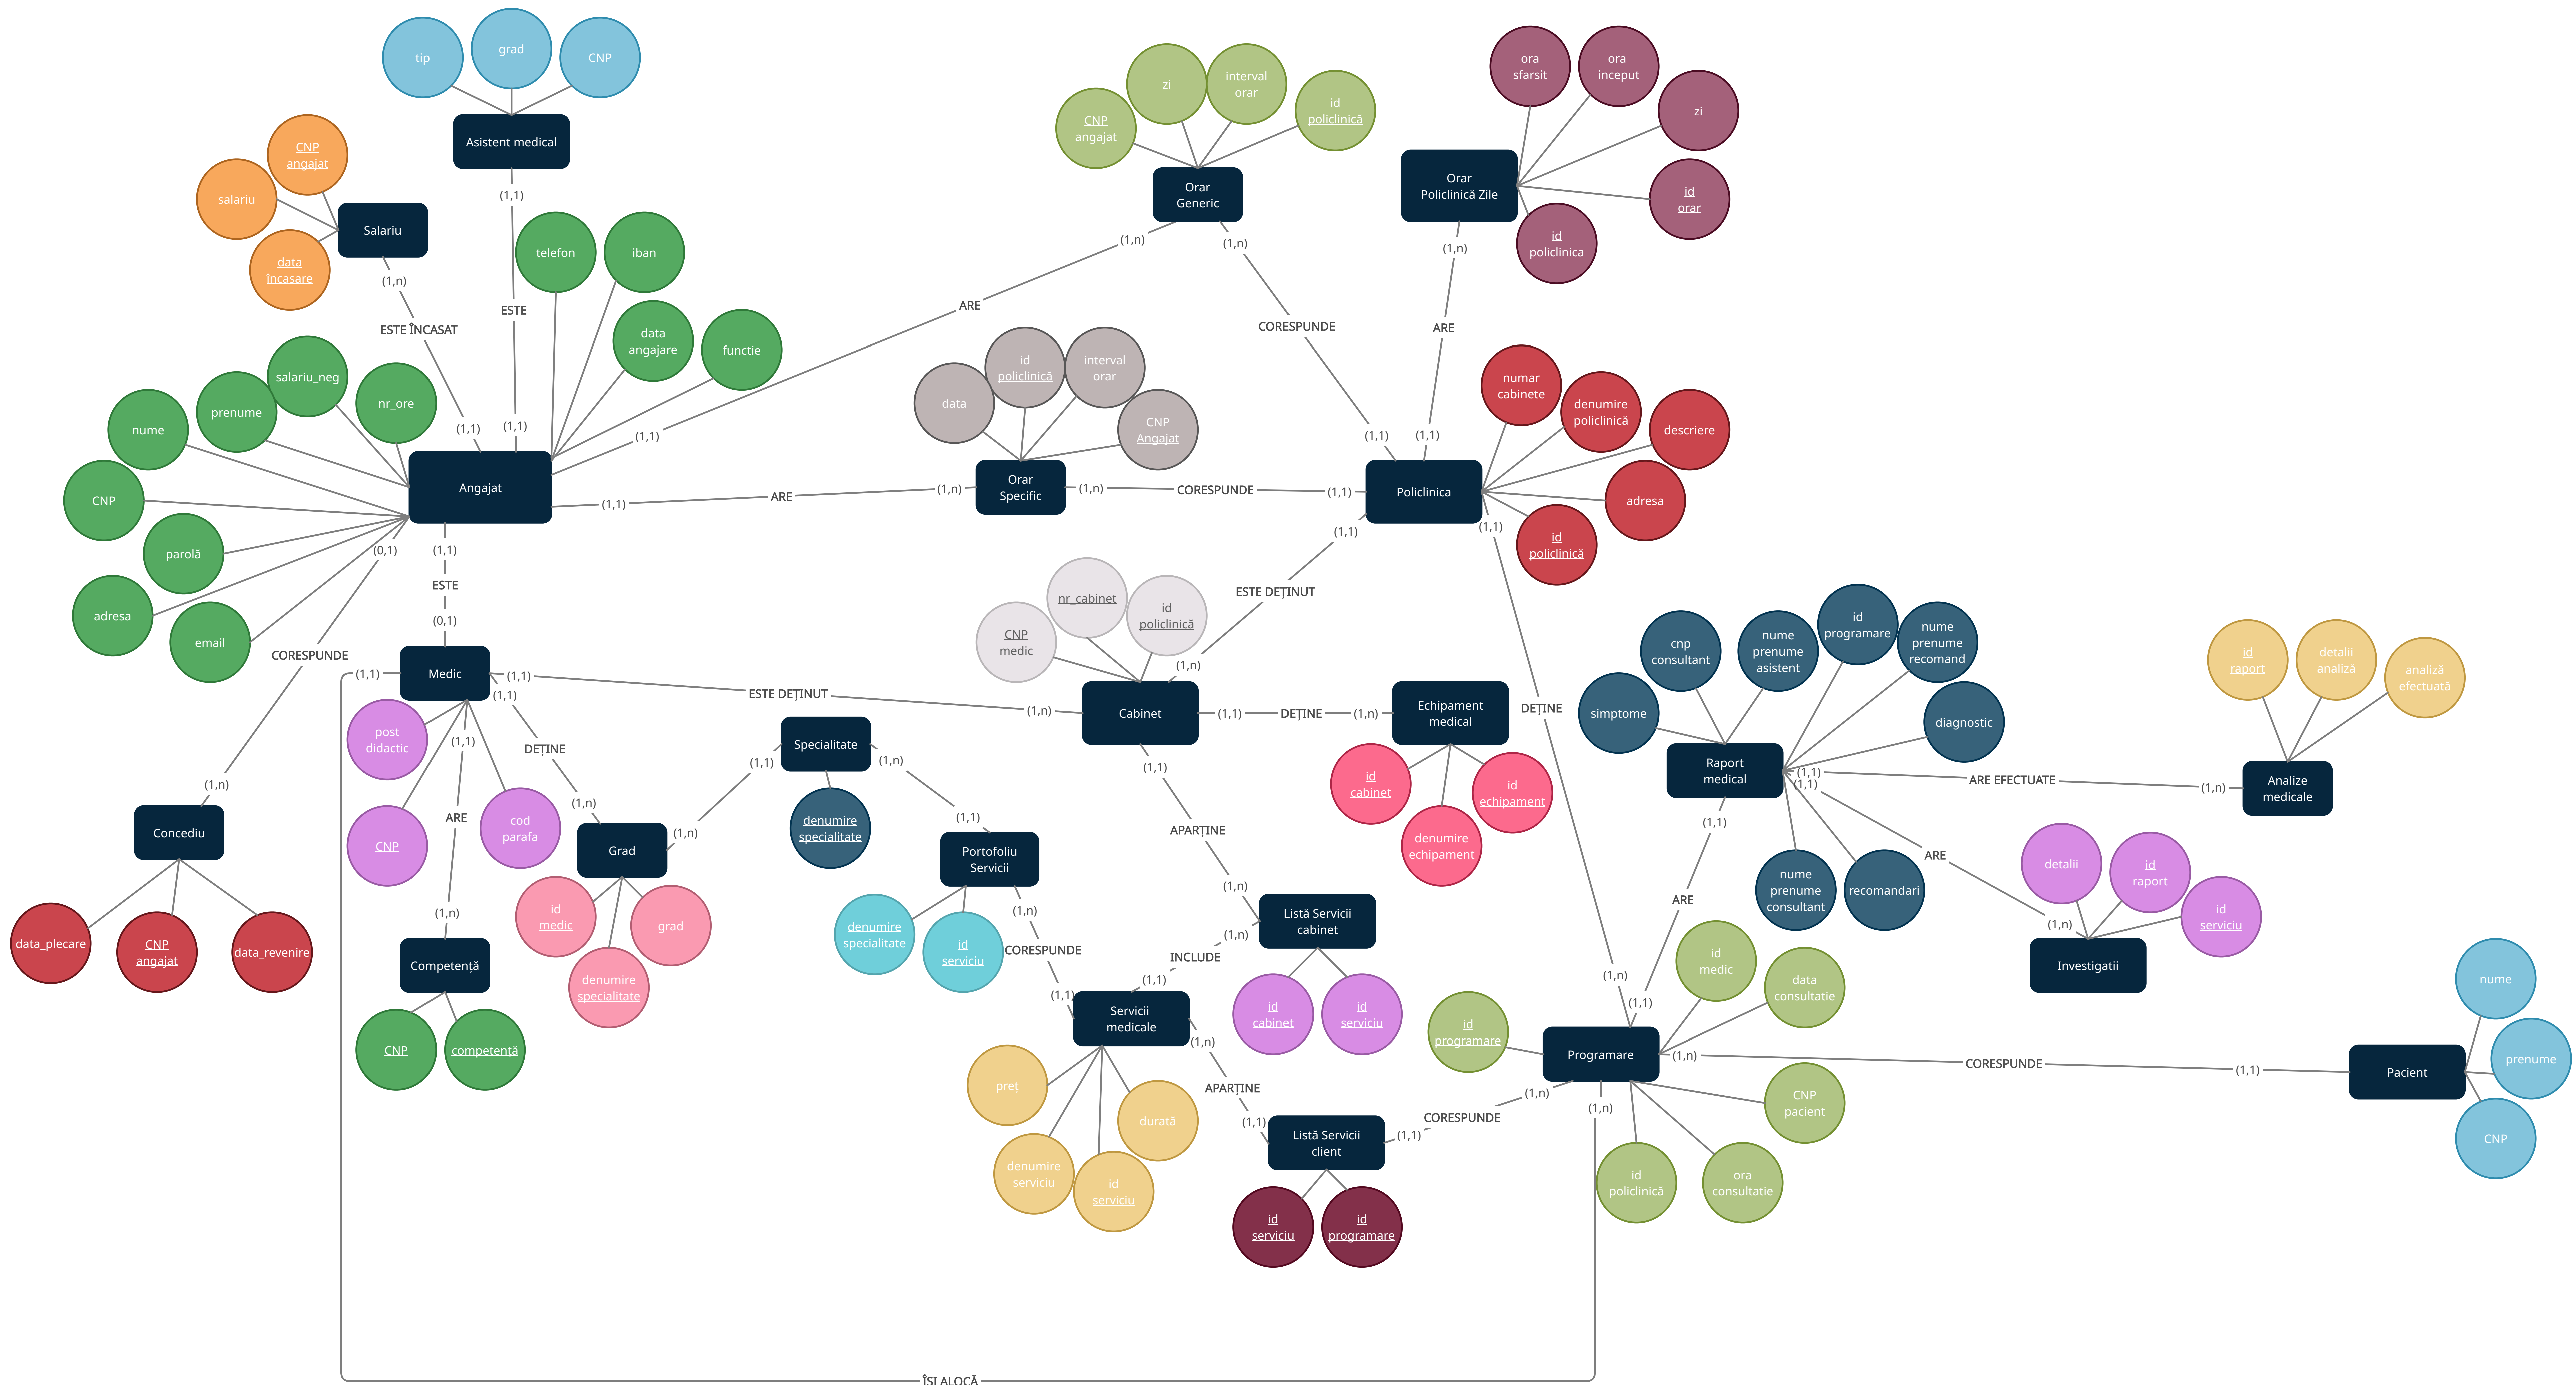 tip
grad
CNP
Asistent medical
(1,1)
CNP
angajat
salariu
data
încasare
Salariu
(1,n)
ESTE ÎNCASAT
(1,1)
ESTE
(1,1)
telefon
iban
data
angajare
functie
salariu_neg
nr_ore
prenume
nume
CNP
parolă
adresa
email
Angajat
(0,1)
CORESPUNDE
(1,n)
Concediu
data_plecare
CNP
angajat
data_revenire
(1,1)
ESTE
(0,1)
Medic
(1,1)
(1,1)
(1,1)
post
didactic
CNP
cod
parafa
(1,1)
ARE
(1,n)
Competență
CNP
competență
DEȚINE
(1,n)
Grad
id
medic
denumire
specialitate
grad
(1,n)
(1,1)
Specialitate
denumire
specialitate
(1,n)
(1,1)
Portofoliu
Servicii
denumire
specialitate
id
serviciu
(1,n)
CORESPUNDE
(1,1)
CNP
angajat
zi
interval
orar
id
policlinică
Orar
Generic
(1,n)
ARE
(1,1)
(1,n)
CORESPUNDE
(1,1)
ora
sfarsit
ora
inceput
zi
id
orar
id
policlinica
Orar
Policlinică Zile
(1,n)
ARE
(1,1)
data
id
policlinică
interval
orar
CNP
Angajat
Orar
Specific
(1,1)
ARE
(1,n)
(1,n)
CORESPUNDE
(1,1)
Policlinica
numar
cabinete
denumire
policlinică
descriere
adresa
id
policlinică
(1,1)
ESTE DEȚINUT
(1,n)
CNP
medic
nr_cabinet
id
policlinică
ESTE DEȚINUT
(1,n)
Cabinet
(1,1)
DEȚINE
(1,n)
Echipament
medical
id
cabinet
denumire
echipament
id
echipament
(1,1)
APARȚINE
(1,n)
Listă Servicii
cabinet
id
cabinet
id
serviciu
(1,n)
INCLUDE
(1,1)
Servicii
medicale
preț
denumire
serviciu
id
serviciu
durată
(1,n)
APARȚINE
(1,1)
Listă Servicii
client
id
serviciu
id
programare
(1,1)
CORESPUNDE
(1,n)
(1,1)
DEȚINE
(1,n)
simptome
cnp
consultant
nume
prenume
asistent
id
programare
nume
prenume
recomand
diagnostic
Raport
medical
nume
prenume
consultant
recomandari
(1,1)
ARE EFECTUATE
(1,n)
Analize
medicale
id
raport
detalii
analiză
analiză
efectuată
(1,1)
ARE
(1,n)
Investigatii
detalii
id
raport
id
serviciu
(1,1)
ARE
(1,1)
Programare
id
programare
id
medic
data
consultatie
CNP
pacient
ora
consultatie
id
policlinică
(1,n)
CORESPUNDE
(1,1)
Pacient
nume
prenume
CNP
(1,n)
ÎȘI ALOCĂ